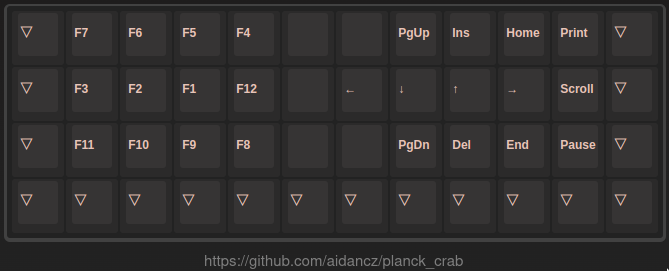 ▽ F7 F6 F5 F4 PgUp Ins Home Print ▽
▽ F3 F2 F1 F12 ← ↓ ↑ → Scroll ▽
▽ F11 F10 F9 F8 PgDn Del End Pause ▽
▽ ▽ ▽ ▽ ▽ ▽ ▽ ▽ ▽ ▽ ▽ ▽
https://github.com/aidancz/planck_crab